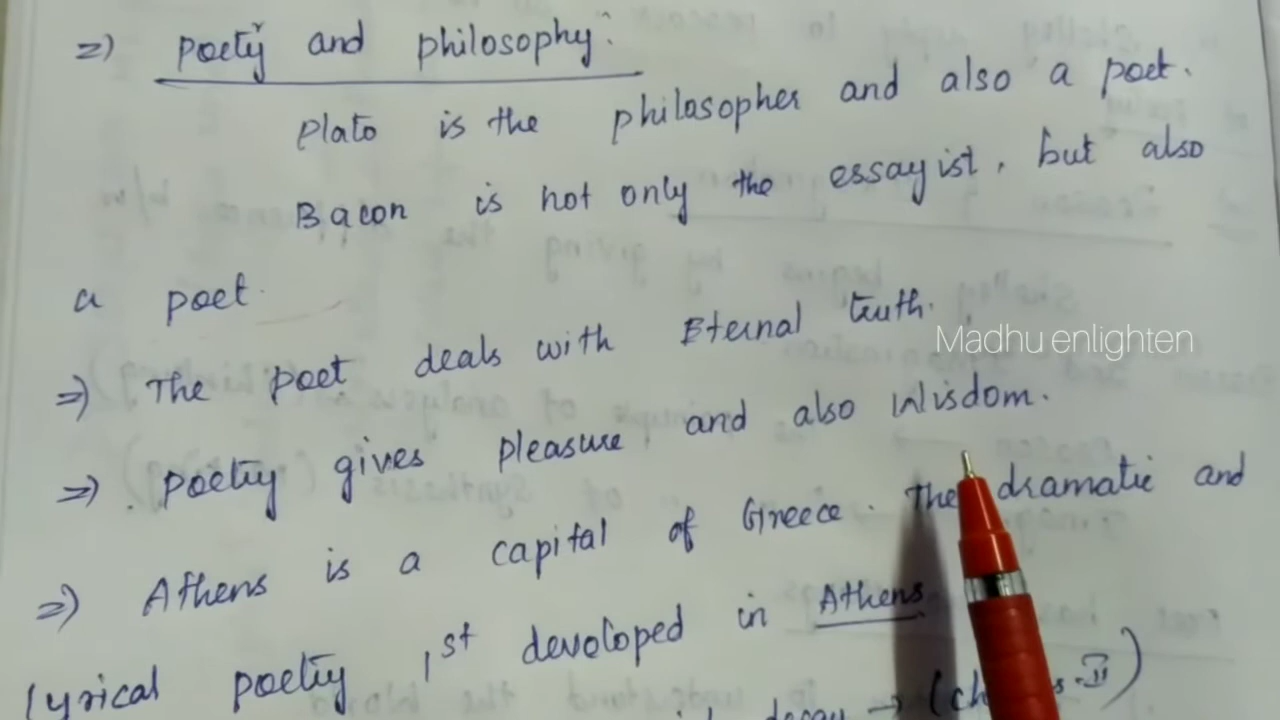 =) poetry and philosophy:
plato is the philosopher and also a poet.
Bacon is not only the essayist, but also
a poet.
=) The poet deals with Eternal truth.
Madhu enlighten
=) poetry gives pleasure and also Wisdom.
=) Athens is a capital of Greece. The dramatic and
lyrical poetry 1st developed in Athens
decay → II)